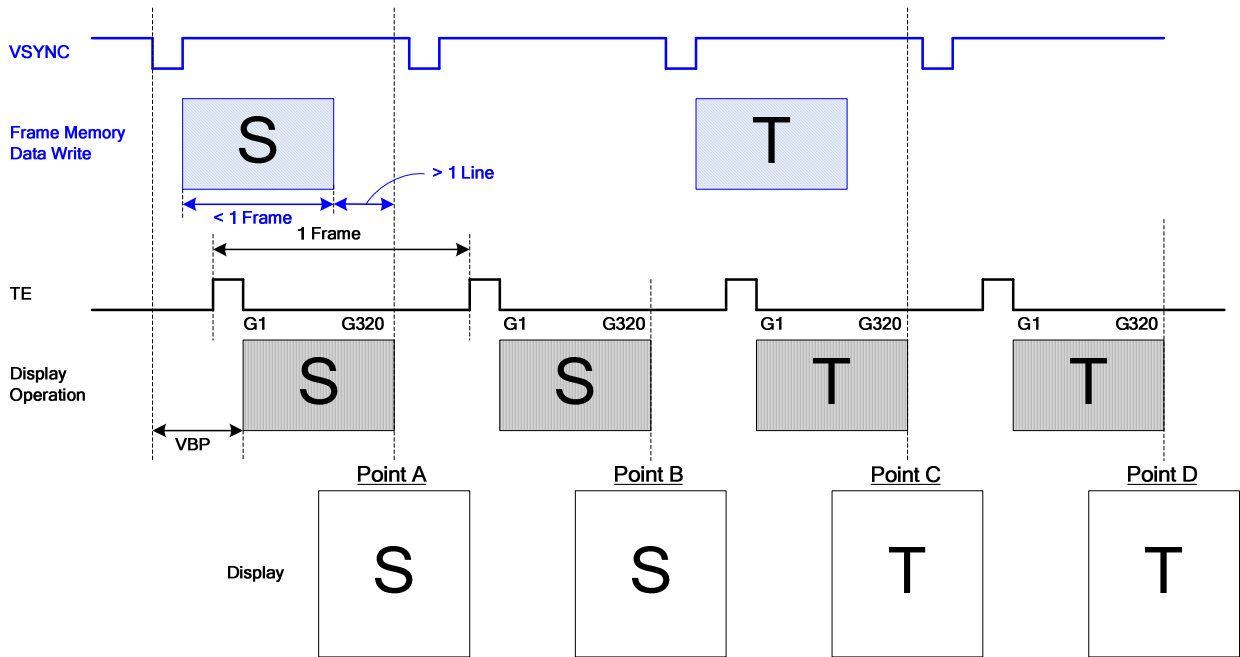 VSYNC
Frame Memory
Data Write
S
T
> 1 Line
< 1 Frame
1 Frame
TE
G1 G320 G1 G320 G1 G320 G1 G320
Display
Operation
S S T T
VBP
Point A Point B Point C Point D
Display
S S T T